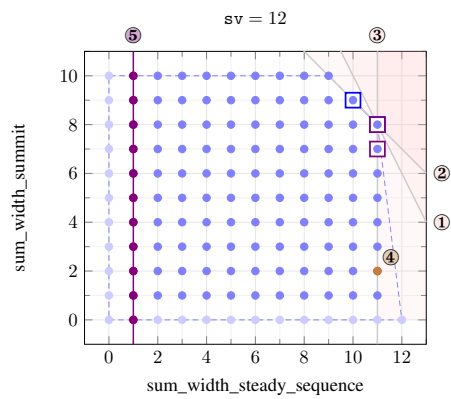 sv = 12
⑤
③
10
8
②
6
①
4
④
2
0
0 2 4 6 8 10 12
sum_width_summit
sum_width_steady_sequence